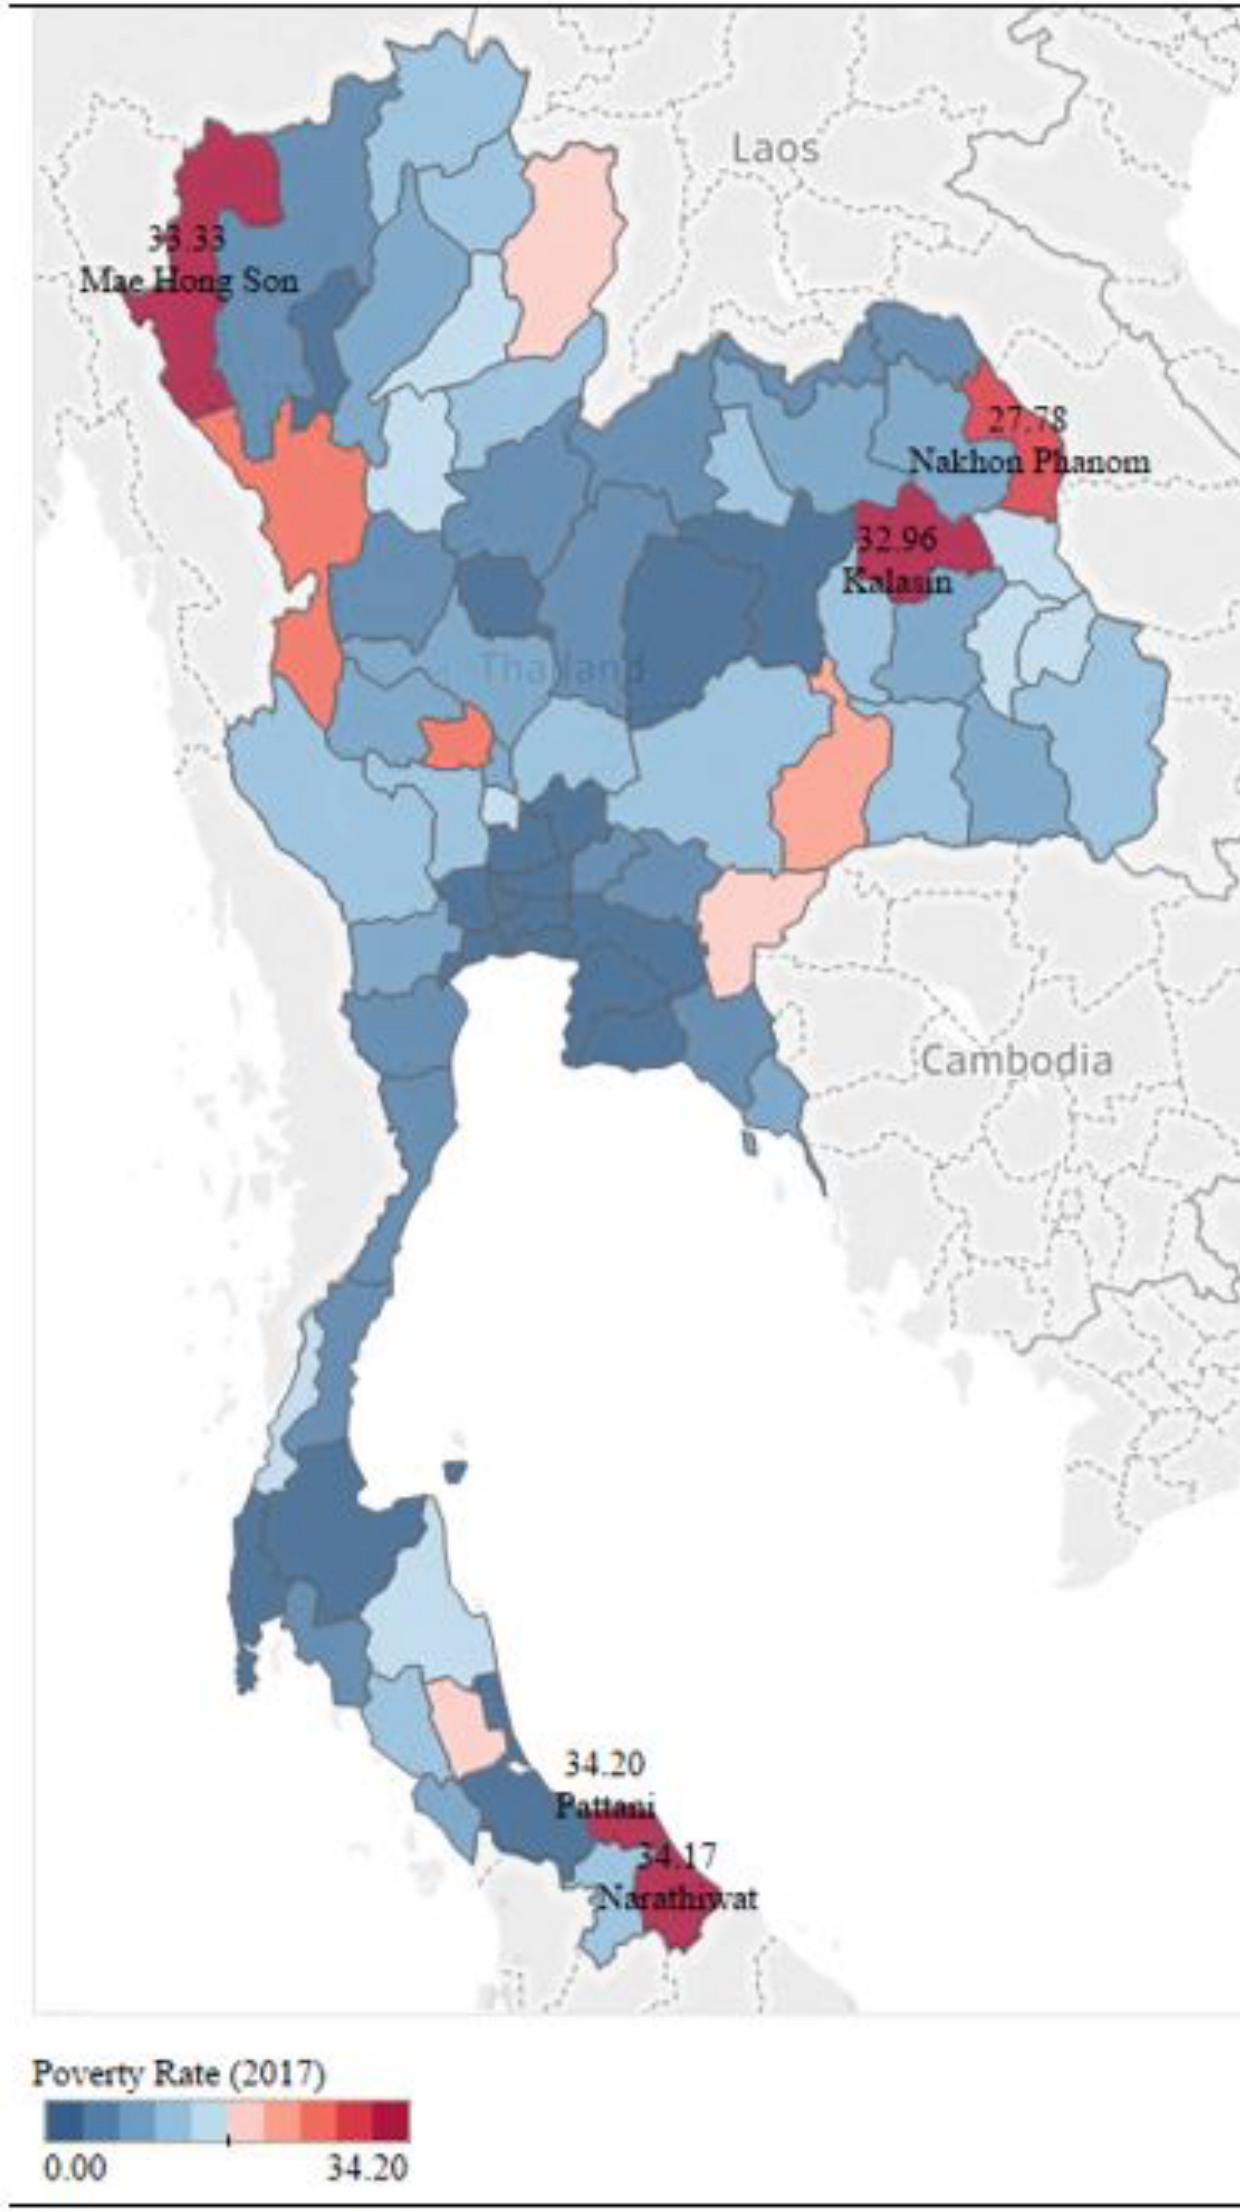 Laos
33.33
Mae Hong Son
27.78
Nakhon Phanom
32.96
Kalasin
Thailand
Cambodia
34.20
Pattani
34.17
Narathiwat
Poverty Rate (2017)
0.00 34.20